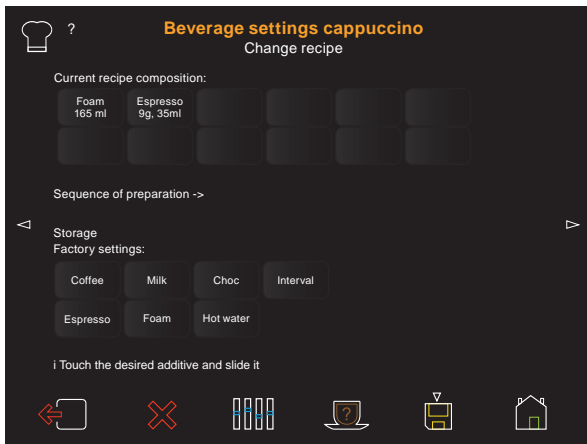 ?
Beverage settings cappuccino
Change recipe
Current recipe composition:
Foam
165 ml
Espresso
9g, 35ml
Sequence of preparation ->
Storage
Factory settings:
Coffee
Milk
Choc
Interval
Espresso
Foam
Hot water
i Touch the desired additive and slide it
?